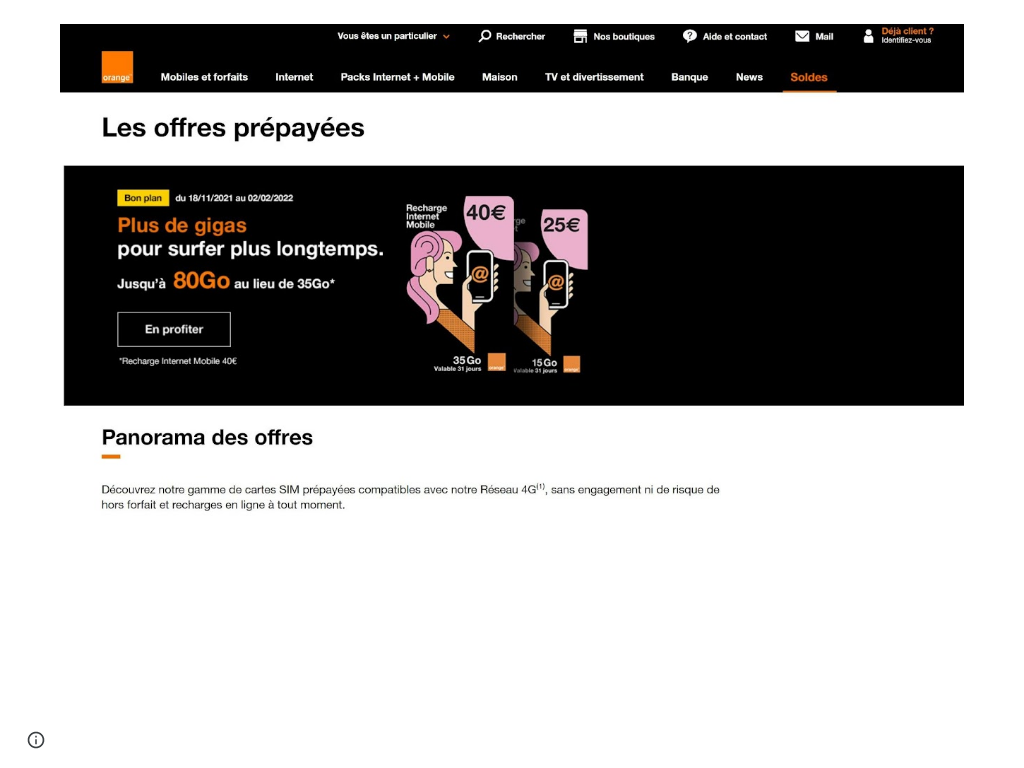 Vous êtes un particulier
Rechercher
Nos boutiques
Aide et contact
Mail
Déjà client ?
Identifiez-vous
orange
Mobiles et forfaits
Internet
Packs Internet + Mobile
Maison
TV et divertissement
Banque
News
Soldes
Les offres prépayées
Bon plan
du 18/11/2021 au 02/02/2022
Plus de gigas
pour surfer plus longtemps.
Jusqu'à 80Go au lieu de 35Go*
En profiter
*Recharge Internet Mobile 40€
Recharge
Internet
Mobile
40€
@
35Go
Valable 31 jours
orange
25€
@
15Go
Valable 31 jours
orange
Panorama des offres
Découvrez notre gamme de cartes SIM prépayées compatibles avec notre Réseau 4G(1), sans engagement ni de risque de
hors forfait et recharges en ligne à tout moment.